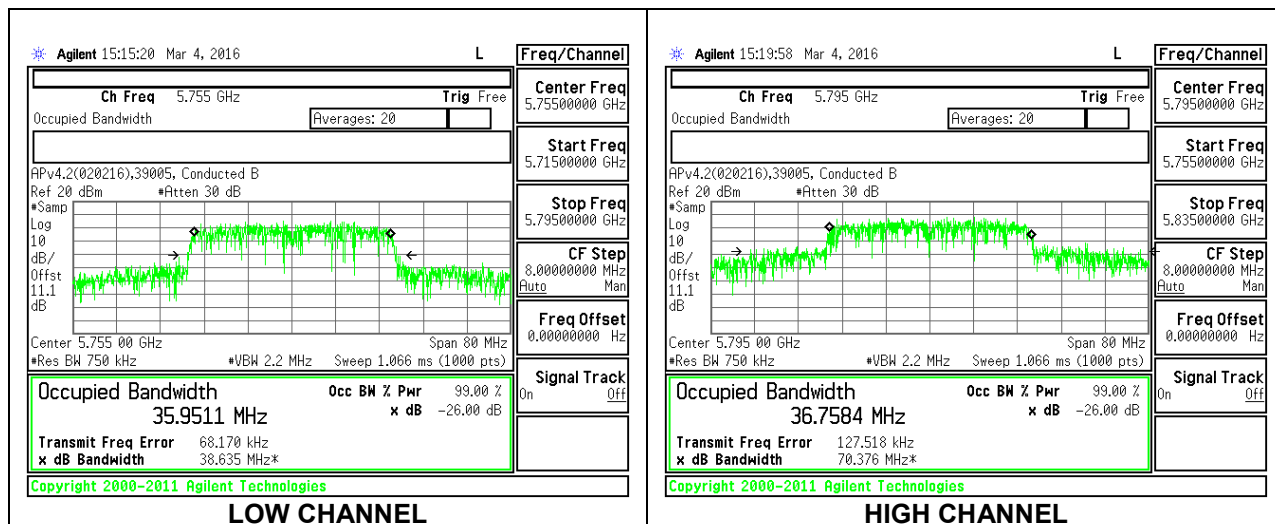 Agilent 15:15:20 Mar 4, 2016 L
Freq/Channel
Ch Freq 5.755 GHz Trig Free
Occupied Bandwidth Averages: 20
APv4.2(020216),39005, Conducted B
Ref 20 dBm #Atten 30 dB
#Samp
Log
10
dB/
Offst
11.1
dB
Center 5.755 00 GHz Span 80 MHz
#Res BW 750 kHz #VBW 2.2 MHz Sweep 1.066 ms (1000 pts)
Occupied Bandwidth Occ BW % Pwr 99.00 %
35.9511 MHz x dB -26.00 dB
Transmit Freq Error 68.170 kHz
x dB Bandwidth 38.635 MHz*
Copyright 2000-2011 Agilent Technologies
Center Freq
5.75500000 GHz
Start Freq
5.71500000 GHz
Stop Freq
5.79500000 GHz
CF Step
8.00000000 MHz
Auto Man
Freq Offset
0.00000000 Hz
Signal Track
On Off
LOW CHANNEL
Agilent 15:19:58 Mar 4, 2016 L
Freq/Channel
Ch Freq 5.795 GHz Trig Free
Occupied Bandwidth Averages: 20
APv4.2(020216),39005, Conducted B
Ref 20 dBm #Atten 30 dB
#Samp
Log
10
dB/
Offst
11.1
dB
Center 5.795 00 GHz Span 80 MHz
#Res BW 750 kHz #VBW 2.2 MHz Sweep 1.066 ms (1000 pts)
Occupied Bandwidth Occ BW % Pwr 99.00 %
36.7584 MHz x dB -26.00 dB
Transmit Freq Error 127.518 kHz
x dB Bandwidth 70.376 MHz*
Copyright 2000-2011 Agilent Technologies
Center Freq
5.79500000 GHz
Start Freq
5.75500000 GHz
Stop Freq
5.83500000 GHz
CF Step
8.00000000 MHz
Auto Man
Freq Offset
0.00000000 Hz
Signal Track
On Off
HIGH CHANNEL